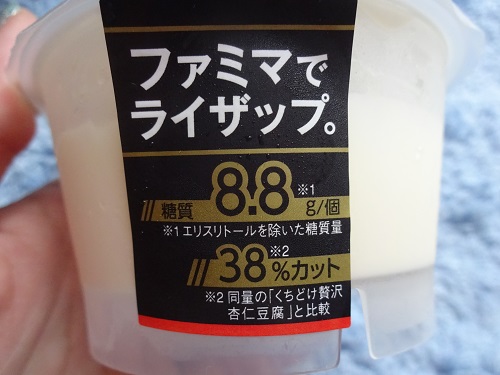 ファミマで
ライザップ。
糖質 8.8 ※1 g/個
※1 エリスリトールを除いた糖質量
38%カット ※2
※2 同量の「くちどけ贅沢
杏仁豆腐」と比較